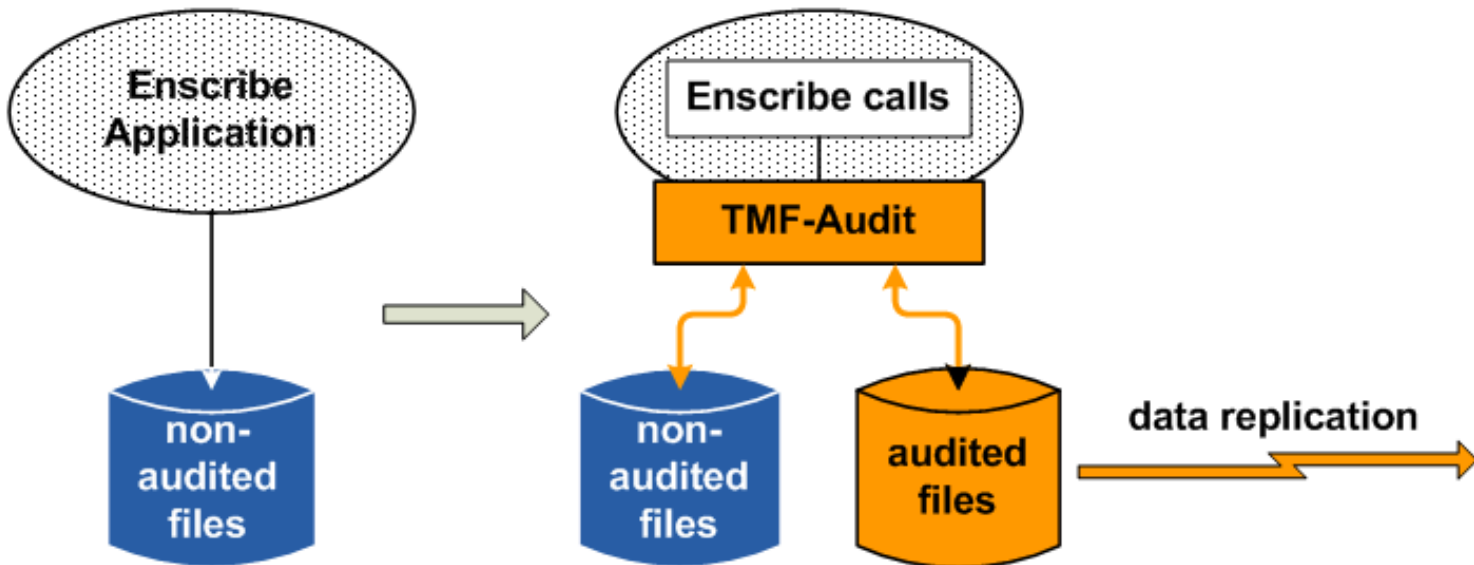 Enscribe
Application
non-
audited
files
Enscribe calls
TMF-Audit
non-
audited
files
audited
files
data replication